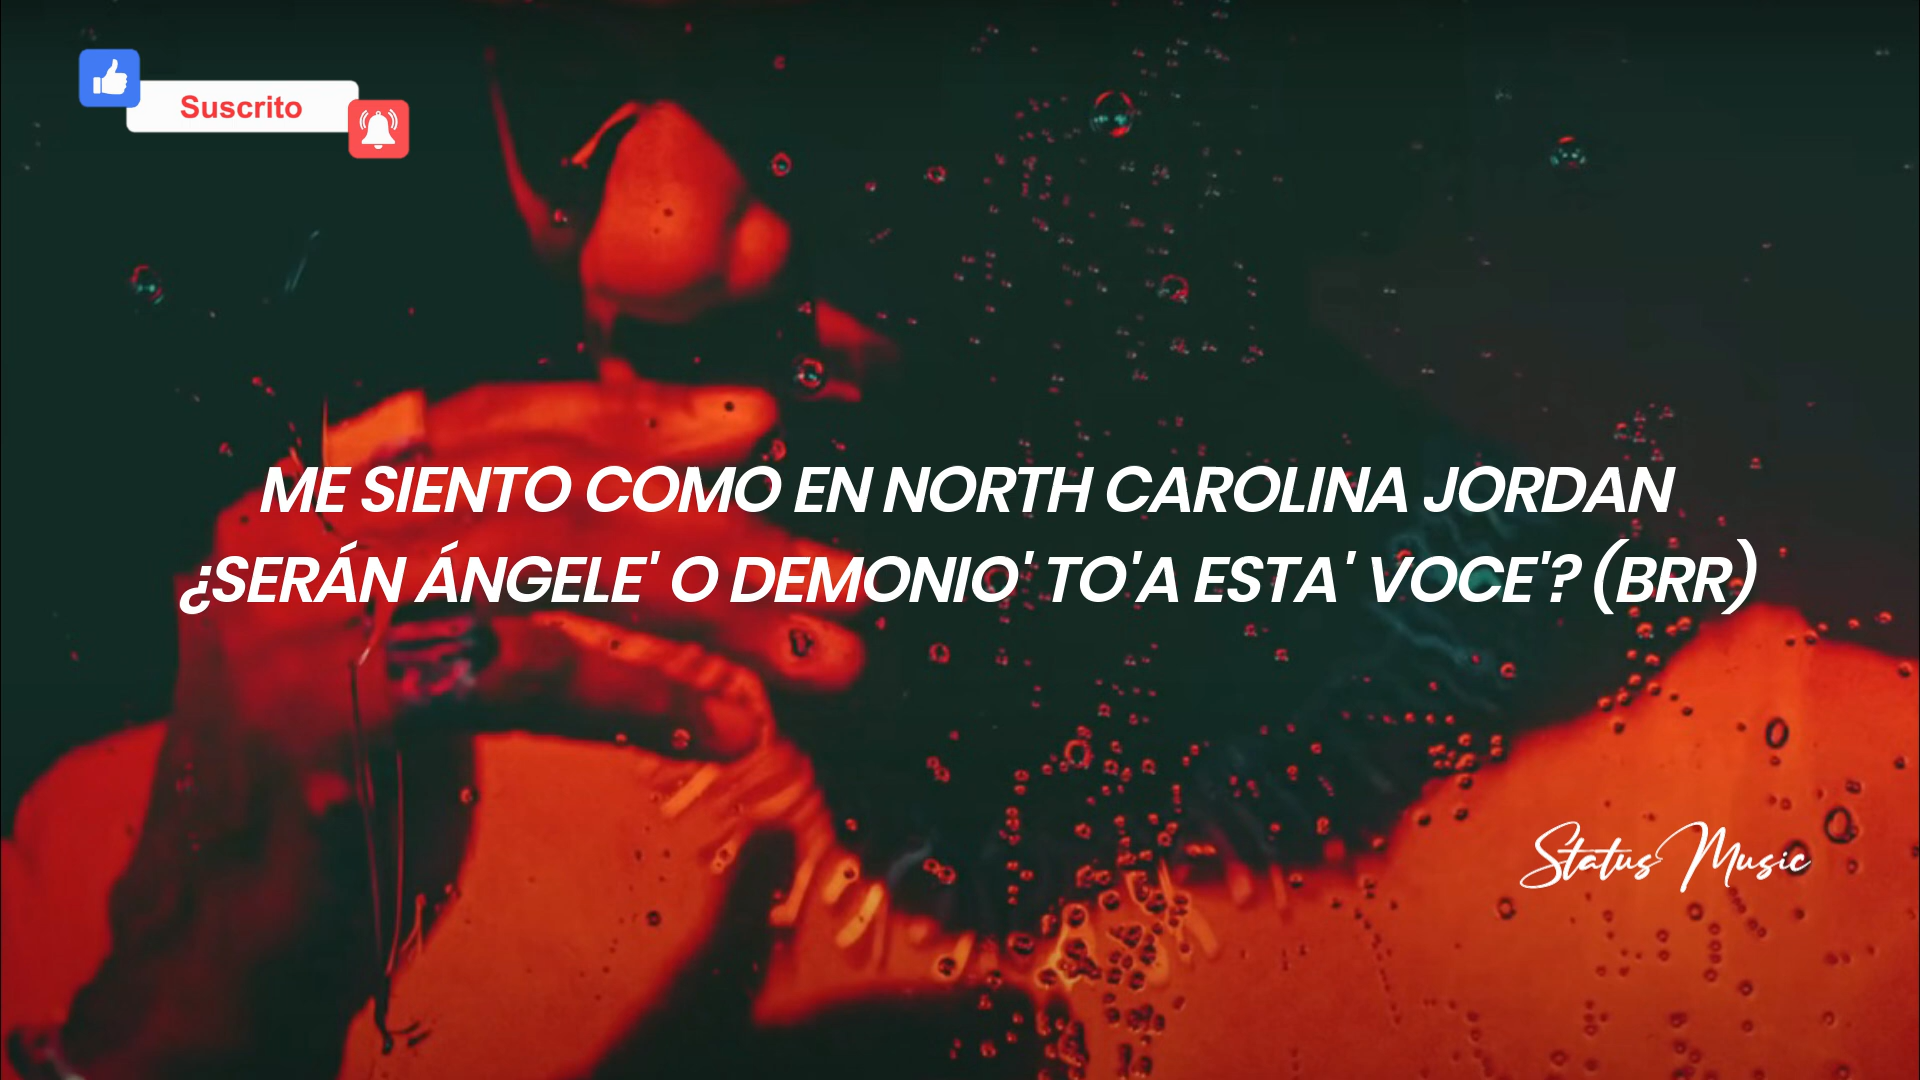 Suscrito
ME SIENTO COMO EN NORTH CAROLINA JORDAN
¿SERÁN ÁNGELE' O DEMONIO' TO'A ESTA' VOCE'? (BRR)
Status Music